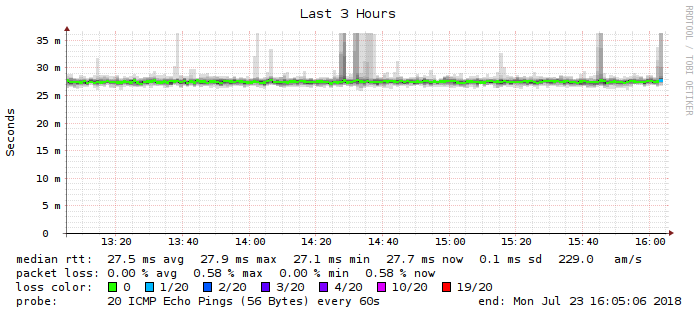 Last 3 Hours
RRDTOOL / TOBI OETIKER
Seconds
35 m
30 m
25 m
20 m
15 m
10 m
5 m
0
13:20 13:40 14:00 14:20 14:40 15:00 15:20 15:40 16:00
median rtt: 27.5 ms avg 27.9 ms max 27.1 ms min 27.7 ms now 0.1 ms sd 229.0 am/s
packet loss: 0.00 % avg 0.58 % max 0.00 % min 0.58 % now
loss color: 0 1/20 2/20 3/20 4/20 10/20 19/20
probe: 20 ICMP Echo Pings (56 Bytes) every 60s end: Mon Jul 23 16:05:06 2018